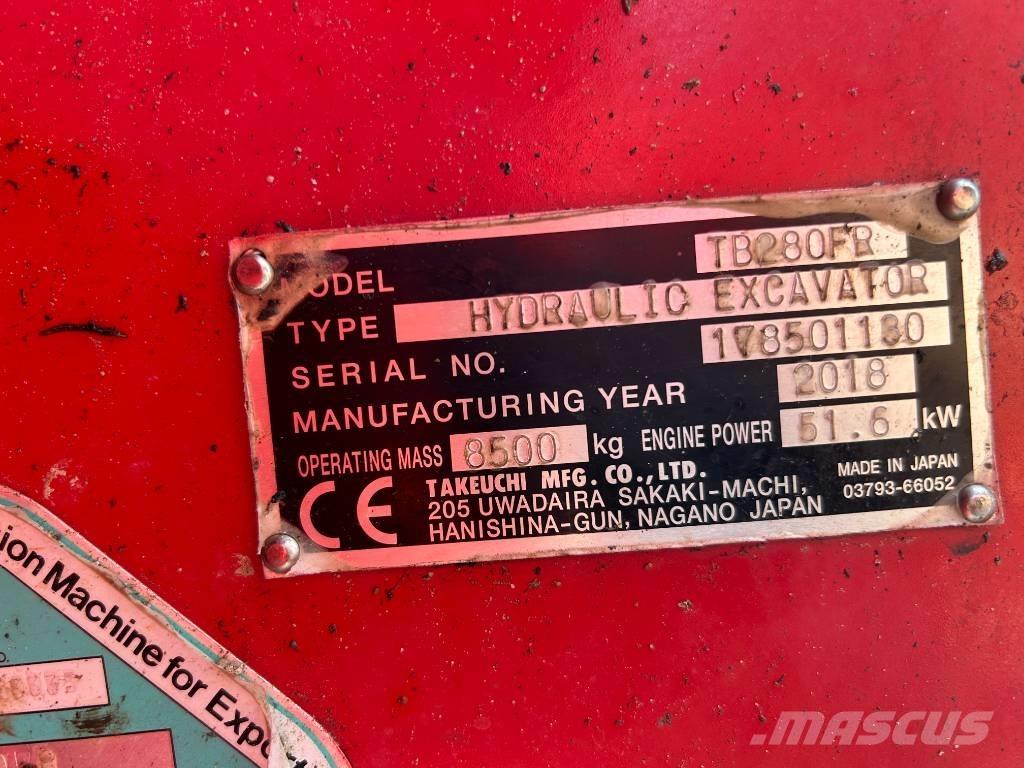 MODEL TB280FR
TYPE HYDRAULIC EXCAVATOR
SERIAL NO. 178501180
MANUFACTURING YEAR 2018
OPERATING MASS 8500 kg ENGINE POWER 51.6 kW
CE TAKEUCHI MFG. CO., LTD.
205 UWADAIRA SAKAKI-MACHI,
HANISHINA-GUN, NAGANO JAPAN
MADE IN JAPAN
03793-66052
Machine for
MASCUS